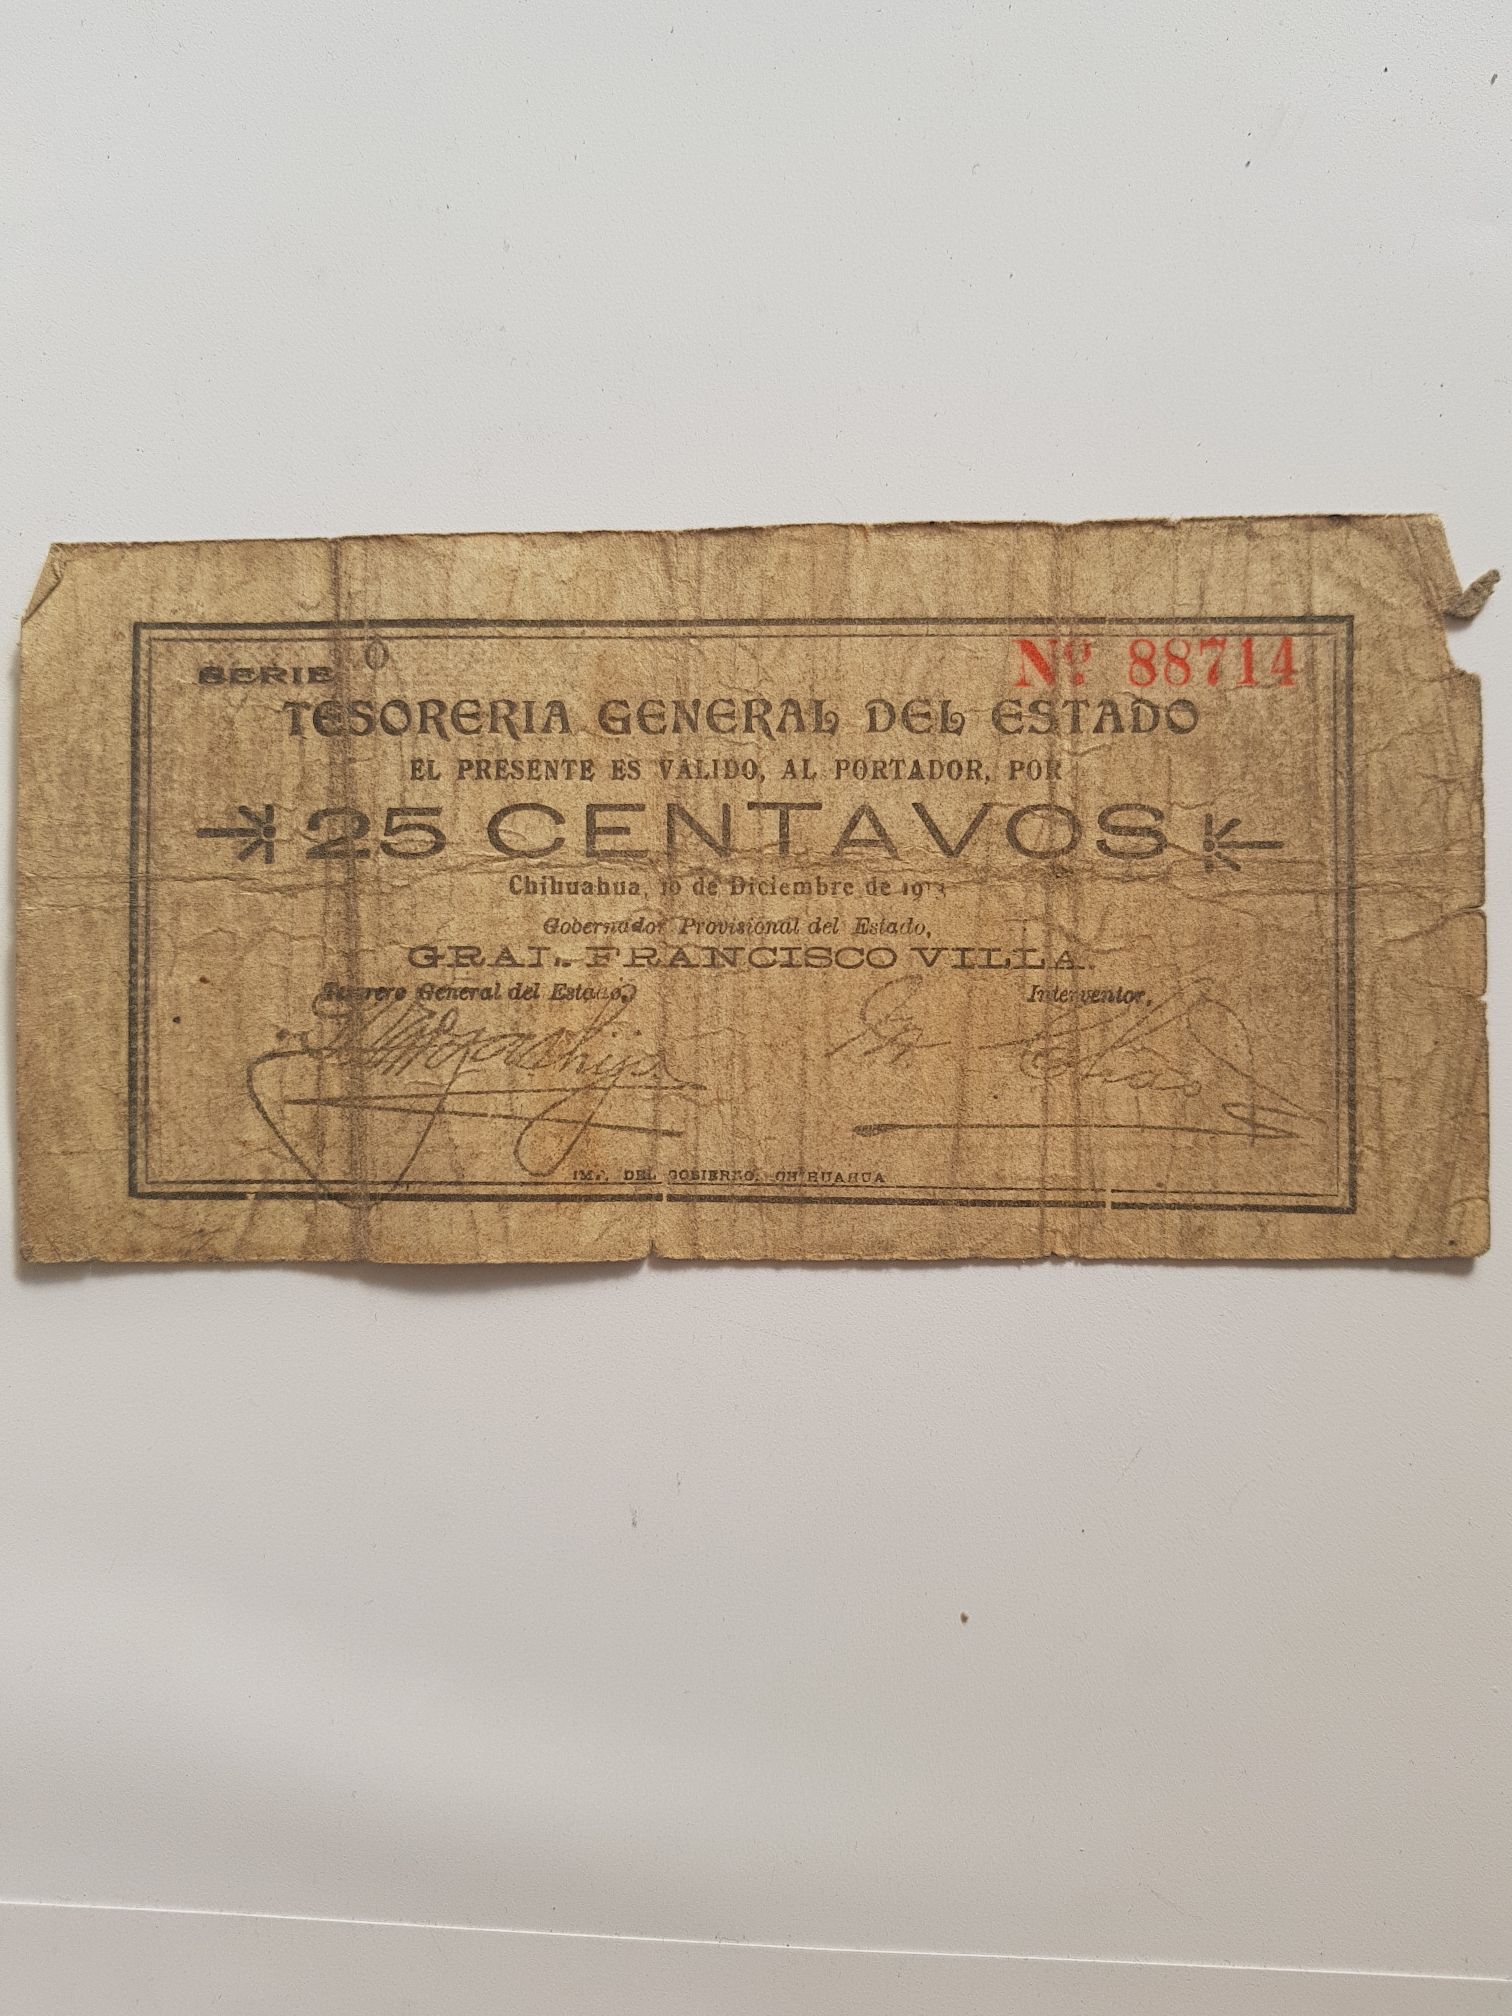 SERIE O Nº 88714
TESORERIA GENERAL DEL ESTADO
EL PRESENTE ES VALIDO, AL PORTADOR, POR
25 CENTAVOS
Chihuahua, 10 de Diciembre de 1913
Gobernador Provisional del Estado,
GRAL. FRANCISCO VILLA.
Tesorero General del Estado, Interventor,
IMP. DEL GOBIERNO, CHIHUAHUA